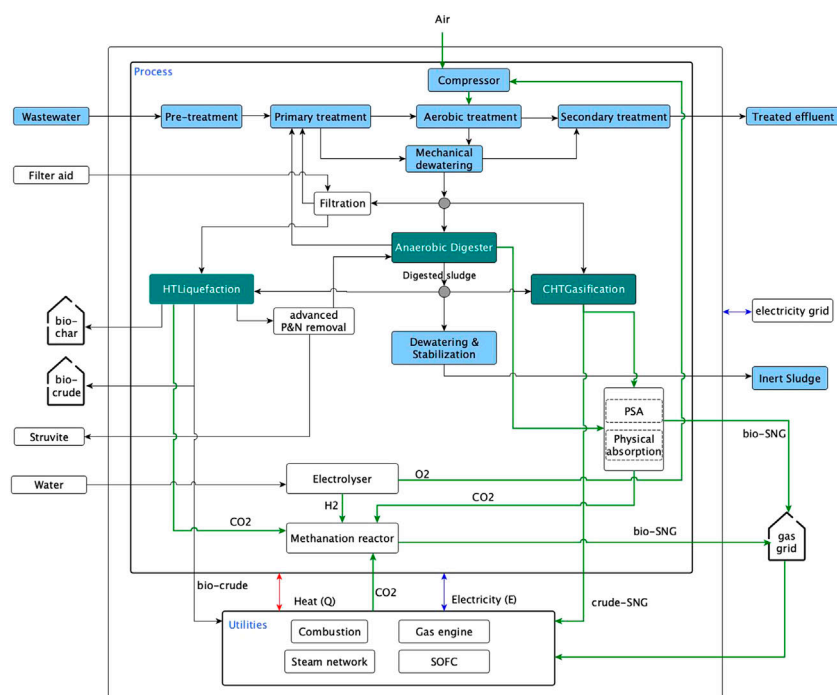 Air
Process
Compressor
Wastewater
Pre-treatment
Primary treatment
Aerobic treatment
Secondary treatment
Treated effluent
Mechanical
dewatering
Filter aid
Filtration
Anaerobic Digester
Digested sludge
HTLiquefaction
CHTGasification
bio-
char
advanced
P&N removal
electricity grid
Dewatering &
Stabilization
bio-
crude
Inert Sludge
PSA
Physical
absorption
bio-SNG
Struvite
Water
Electrolyser
O2
H2
CO2
CO2
Methanation reactor
bio-SNG
gas
grid
bio-crude
Heat (Q)
CO2
Electricity (E)
crude-SNG
Utilities
Combustion
Gas engine
Steam network
SOFC